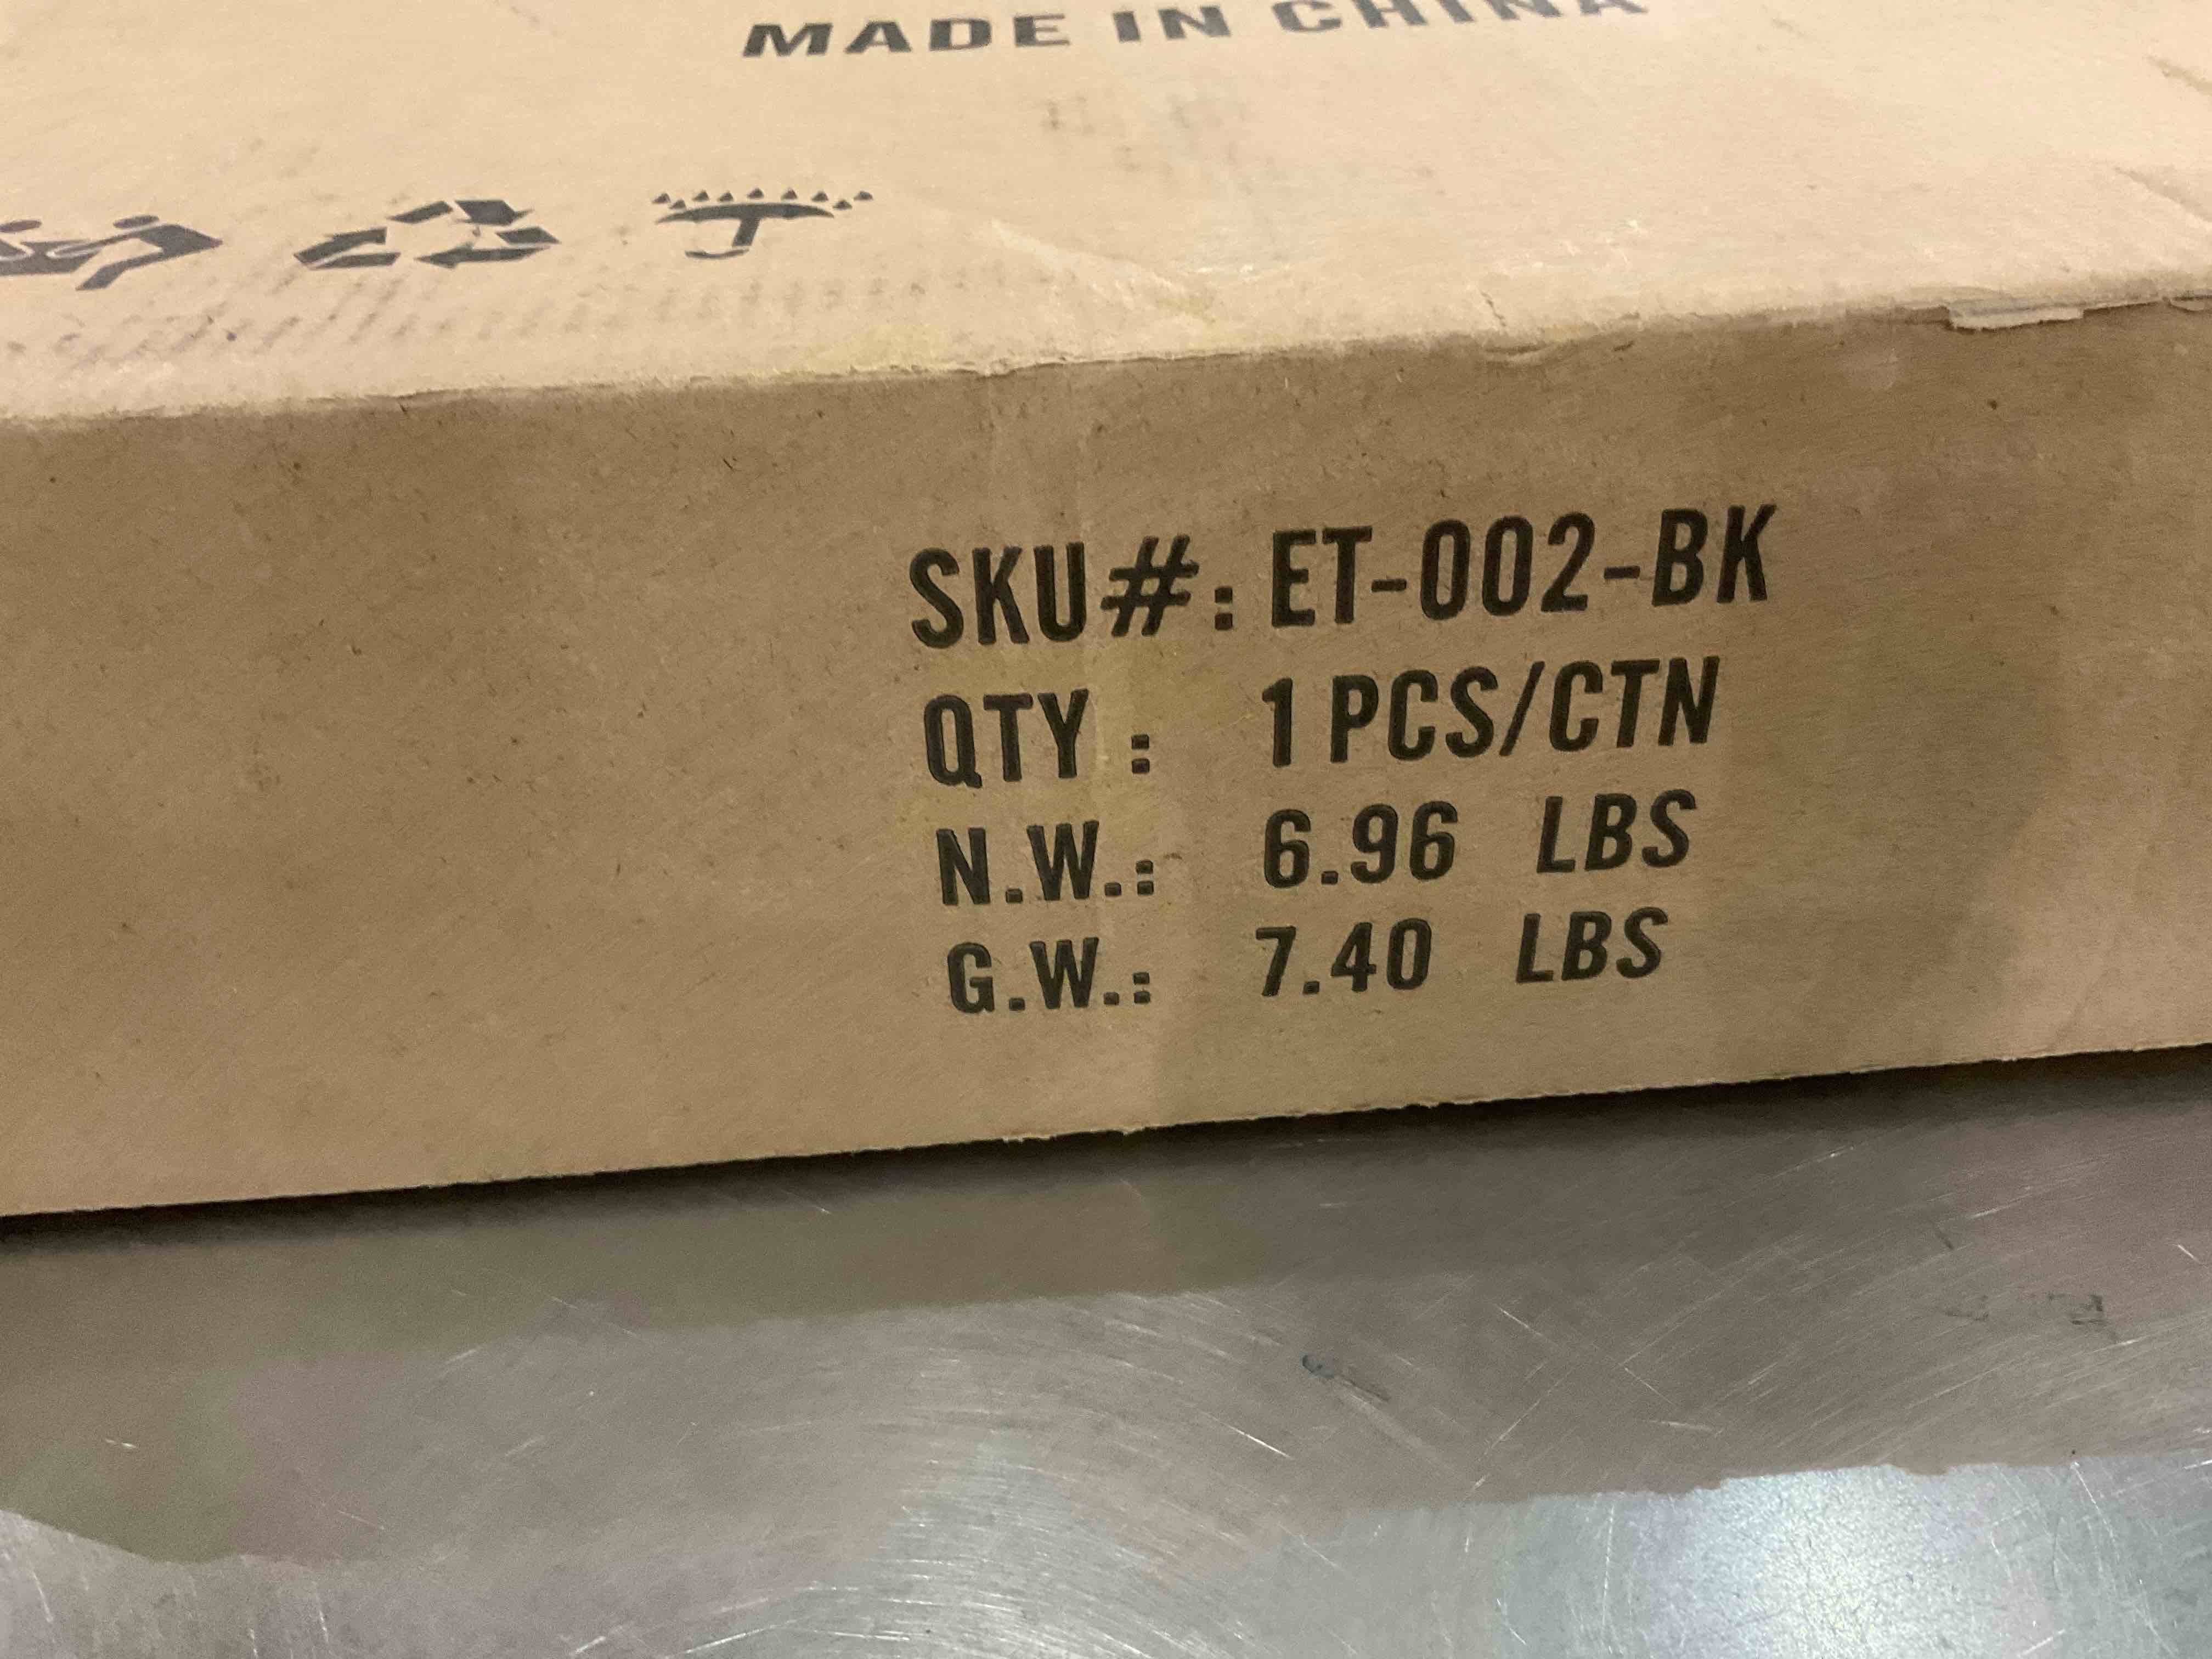 MADE IN CHINA
SKU#: ET-002-BK
QTY : 1 PCS/CTN
N.W.: 6.96 LBS
G.W.: 7.40 LBS